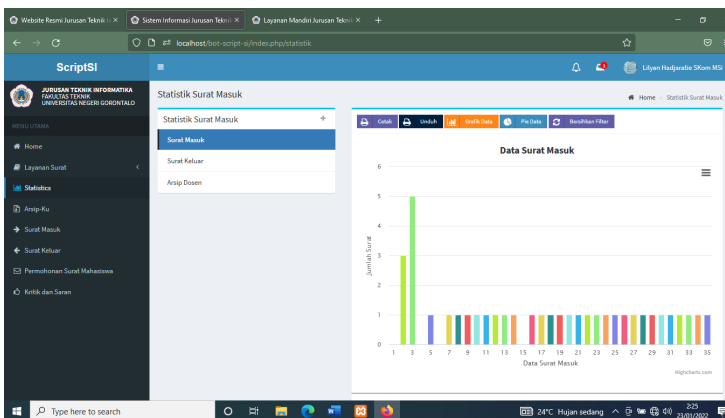 Website Resmi Jurusan Teknik I
Sistem Informasi Jurusan Tekni
Layanan Mandiri Jurusan Tekni
localhost/bot-script-si/index.php/statistik
ScriptSI
Lilyan Hadjaratie SKom MSi
JURUSAN TEKNIK INFORMATIKA
FAKULTAS TEKNIK
UNIVERSITAS NEGERI GORONTALO
Statistik Surat Masuk
Home
Statistik Surat Masuk
MENU UTAMA
Home
Layanan Surat
Statistics
Arsip-Ku
Surat Masuk
Surat Keluar
Permohonan Surat Mahasiswa
Kritik dan Saran
Statistik Surat Masuk +
Surat Masuk
Surat Keluar
Arsip Dosen
Cetak
Unduh
Grafik Data
Pie Data
Bersihkan Filter
Data Surat Masuk
Jumlah Surat
6
5
4
3
2
1
0
1 3 5 7 9 11 13 15 17 19 21 23 25 27 29 31 33 35
Data Surat Masuk
Highcharts.com
Type here to search
24°C Hujan sedang
2:25
23/01/2022